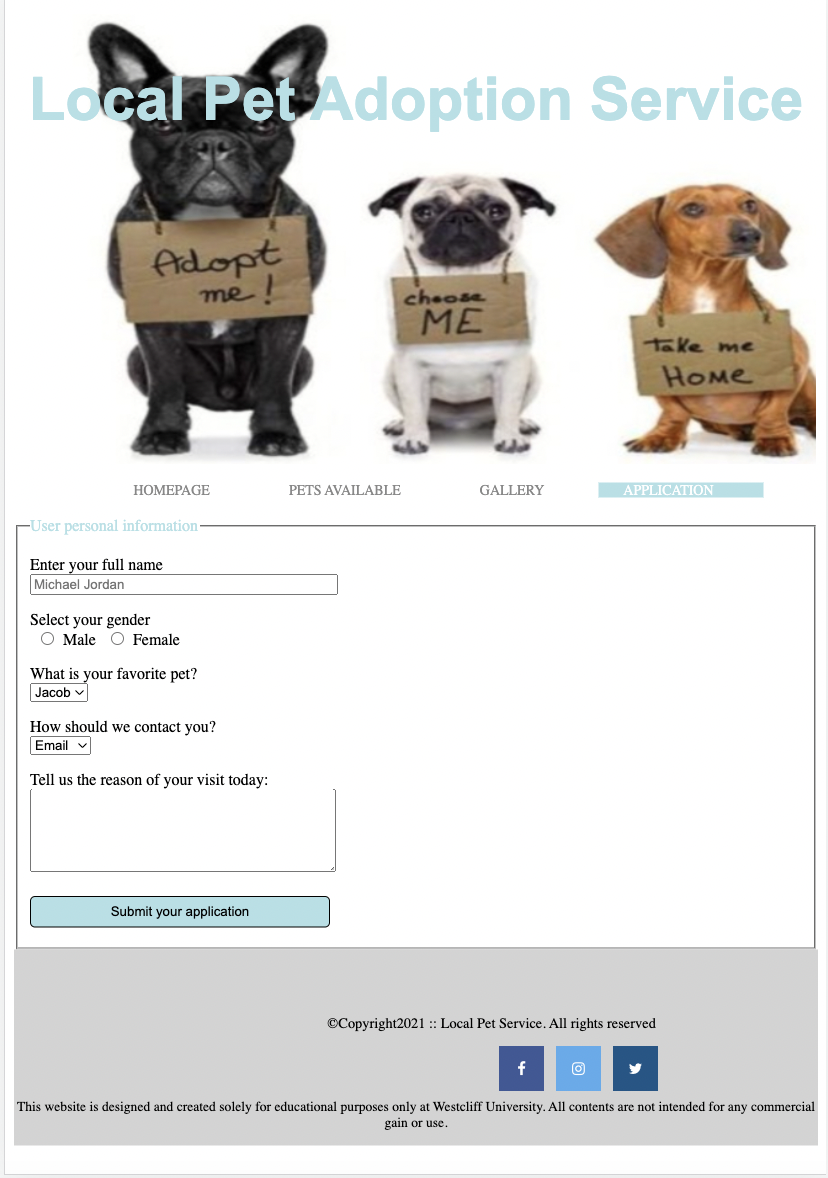 Local Pet Adoption Service
Adopt
me!
choose
ME
Take me
HOME
HOMEPAGE PETS AVAILABLE GALLERY APPLICATION
User personal information
Enter your full name
Michael Jordan
Select your gender
Male Female
What is your favorite pet?
Jacob
How should we contact you?
Email
Tell us the reason of your visit today:
Submit your application
©Copyright2021 :: Local Pet Service. All rights reserved
This website is designed and created solely for educational purposes only at Westcliff University. All contents are not intended for any commercial
gain or use.